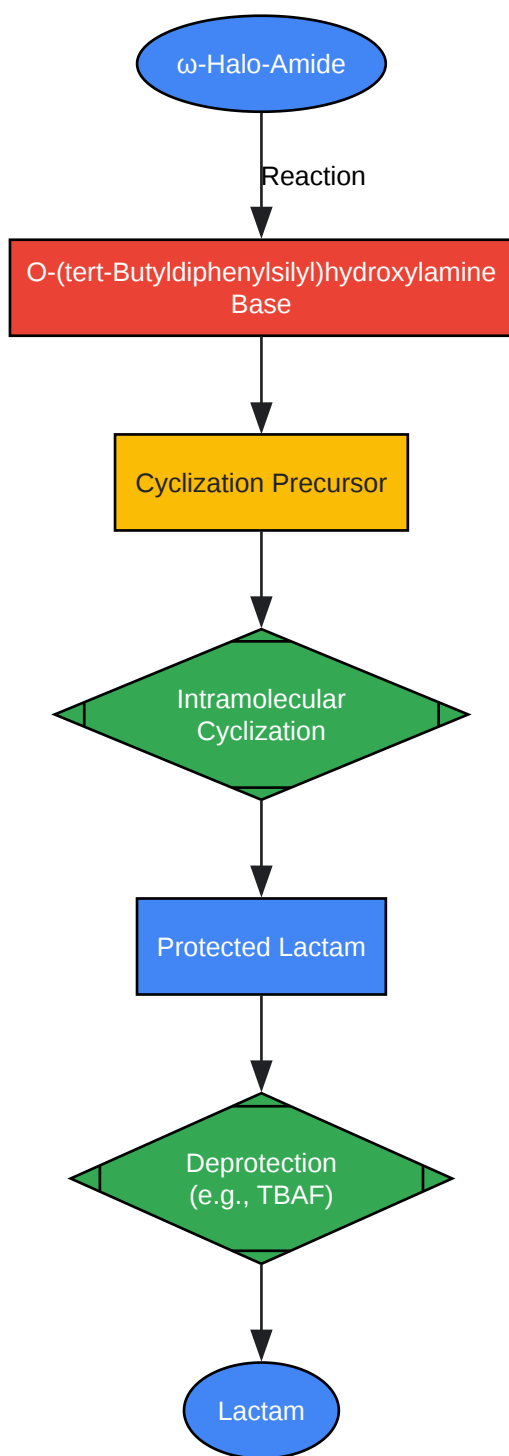 ω-Halo-Amide
Reaction
O-(tert-Butyldiphenylsilyl)hydroxylamine
Base
Cyclization Precursor
Intramolecular
Cyclization
Protected Lactam
Deprotection
(e.g., TBAF)
Lactam